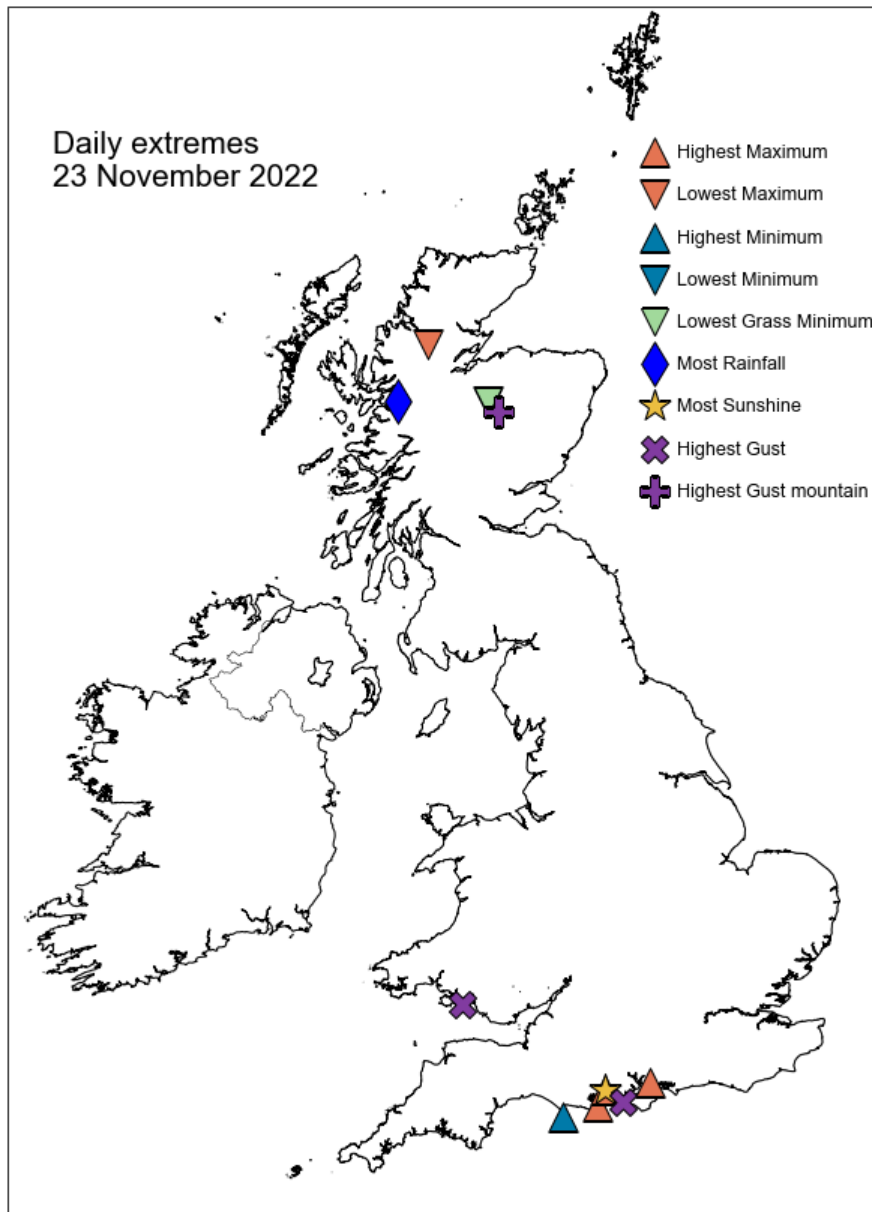 Daily extremes
23 November 2022
Highest Maximum
Lowest Maximum
Highest Minimum
Lowest Minimum
Lowest Grass Minimum
Most Rainfall
Most Sunshine
Highest Gust
Highest Gust mountain